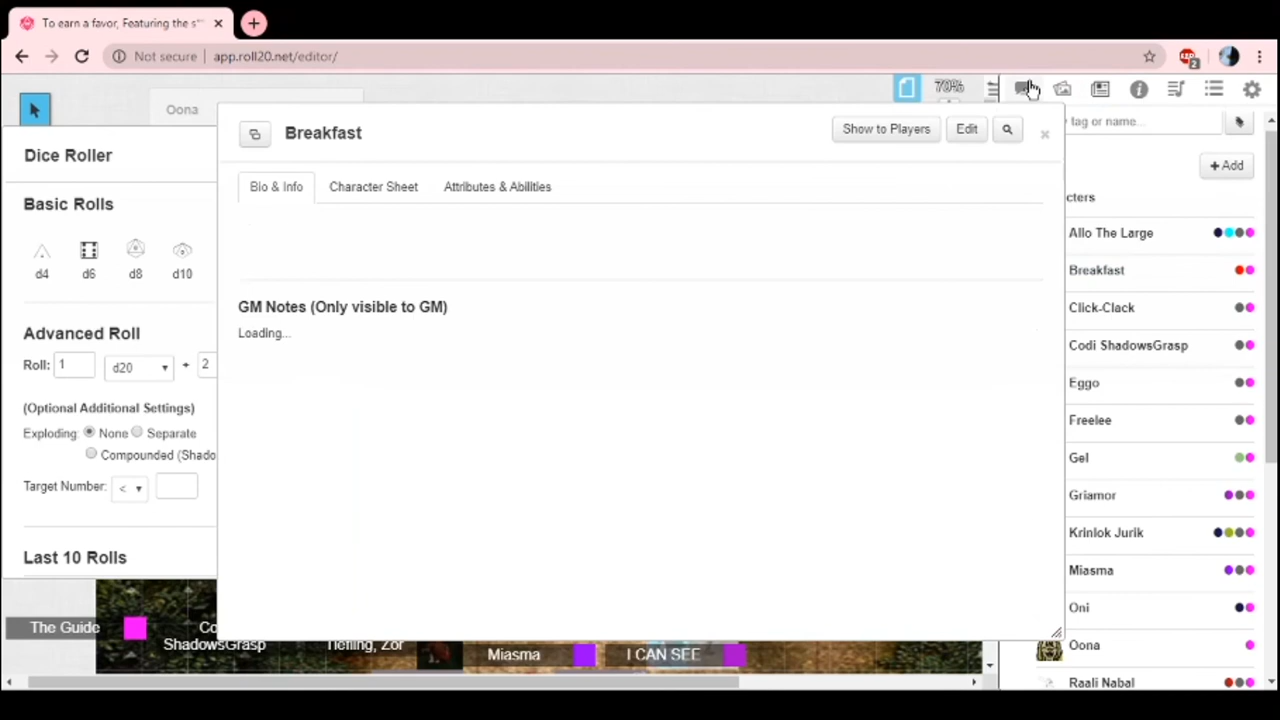 To earn a favor, Featuring the s
Not secure
app.roll20.net/editor/
2
70%
Oona
Breakfast
Show to Players
Edit
tag or name...
Dice Roller
Bio & Info
Character Sheet
Attributes & Abilities
+ Add
cters
Basic Rolls
d4
d6
d8
d10
GM Notes (Only visible to GM)
Loading...
Advanced Roll
Roll: 1 d20 + 2
(Optional Additional Settings)
Exploding: None Separate
Compounded (Shado
Target Number: <
Last 10 Rolls
Allo The Large
Breakfast
Click-Clack
Codi ShadowsGrasp
Eggo
Freelee
Gel
Griamor
Krinlok Jurik
Miasma
Oni
Oona
Raali Nabal
The Guide
Co
ShadowsGrasp
Tiefling, Zor
Miasma
I CAN SEE